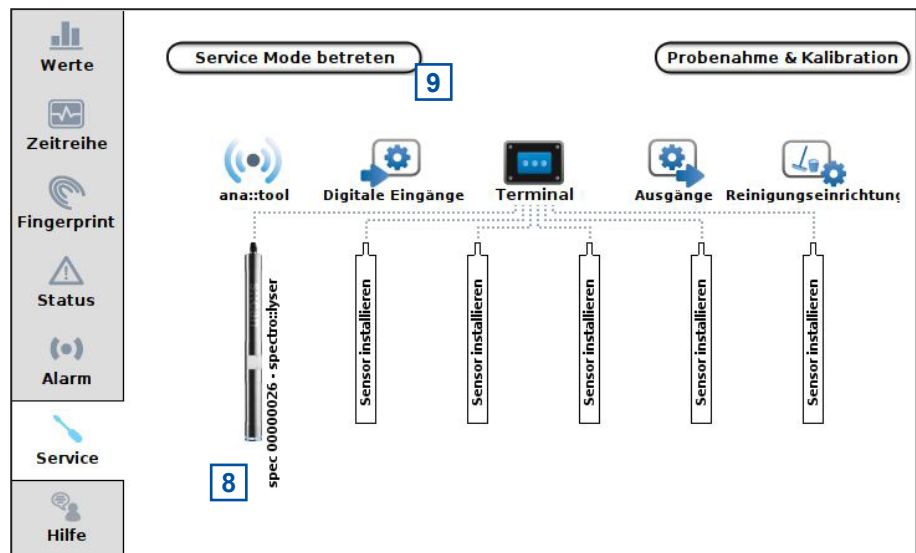 Werte
Zeitreihe
Fingerprint
Status
Alarm
Service
Hilfe
Service Mode betreten
9
Probenahme & Kalibration
ana::tool
Digitale Eingänge
Terminal
Ausgänge
Reinigungseinrichtung
spec 00000026 - spectro::lyser
Sensor installieren
Sensor installieren
Sensor installieren
Sensor installieren
Sensor installieren
8